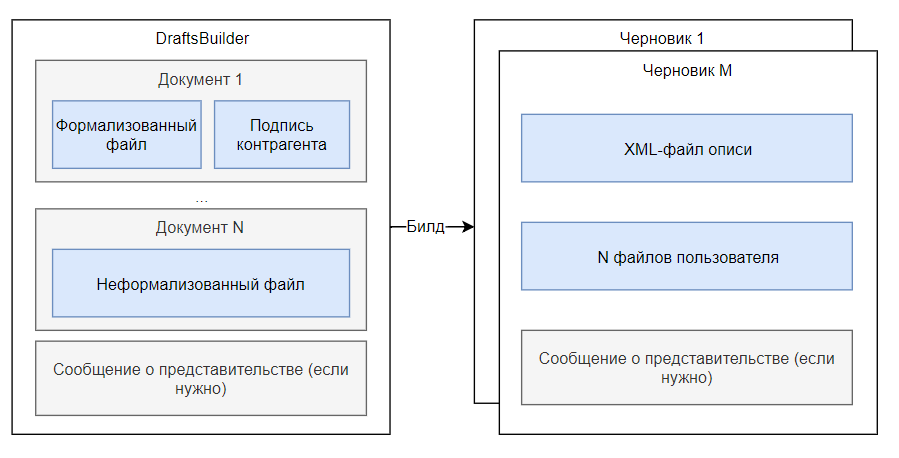 DraftsBuilder
Документ 1
Формализованный
файл
Подпись
контрагента
...
Документ N
Неформализованный файл
Сообщение о представительстве (если
нужно)
Билд
Черновик 1
Черновик M
XML-файл описи
N файлов пользователя
Сообщение о представительстве (если
нужно)